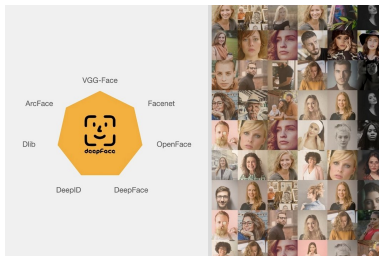 VGG-Face
ArcFace
Facenet
deepface
Dlib
OpenFace
DeepID
DeepFace